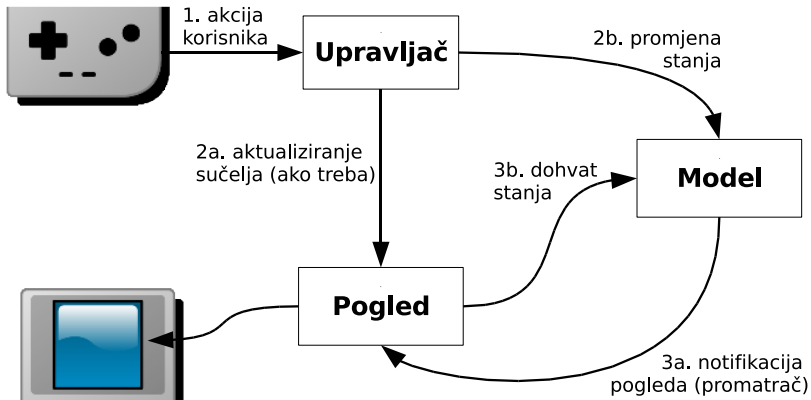 1. akcija
korisnika
Upravljač
2b. promjena
stanja
2a. aktualiziranje
sučelja (ako treba)
3b. dohvat
stanja
Model
Pogled
3a. notifikacija
pogleda (promatrač)